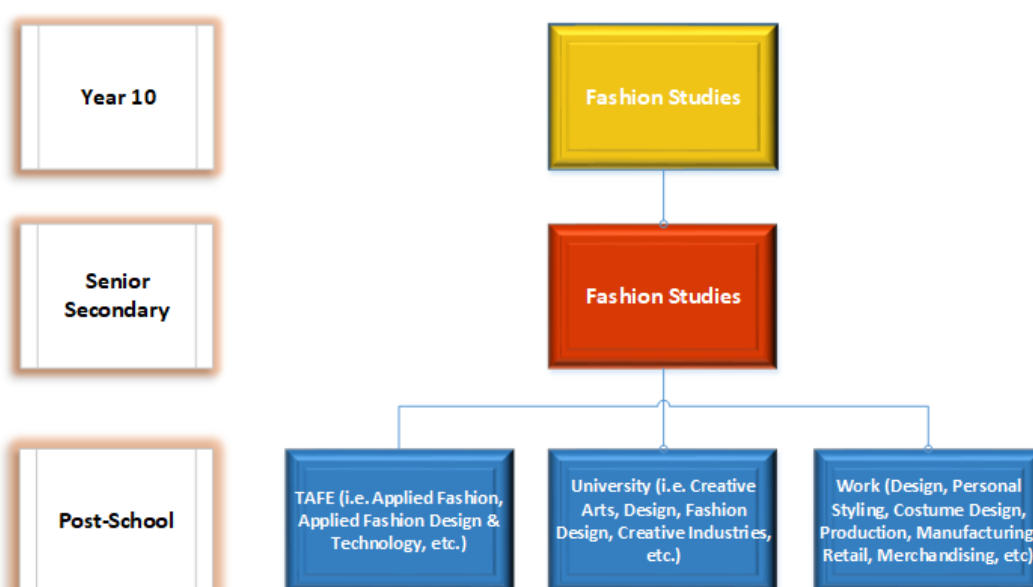 Year 10
Fashion Studies
Senior
Secondary
Fashion Studies
Post-School
TAFE (i.e. Applied Fashion,
Applied Fashion Design &
Technology, etc.)
University (i.e. Creative
Arts, Design, Fashion
Design, Creative Industries,
etc.)
Work (Design, Personal
Styling, Costume Design,
Production, Manufacturing
Retail, Merchandising, etc)